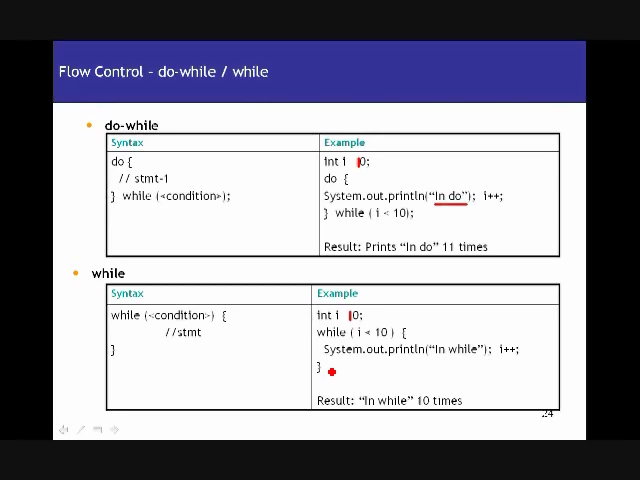 Flow Control – do-while / while
• do-while
Syntax
Example
do {
// stmt-1
} while (<condition>);
int i 0;
do {
System.out.println(“In do”); i++;
} while ( i < 10);
Result: Prints “In do” 11 times
• while
Syntax
Example
while (<condition>) {
//stmt
}
int i 0;
while ( i < 10 ) {
System.out.println(“In while”); i++;
}
Result: “In while” 10 times
24